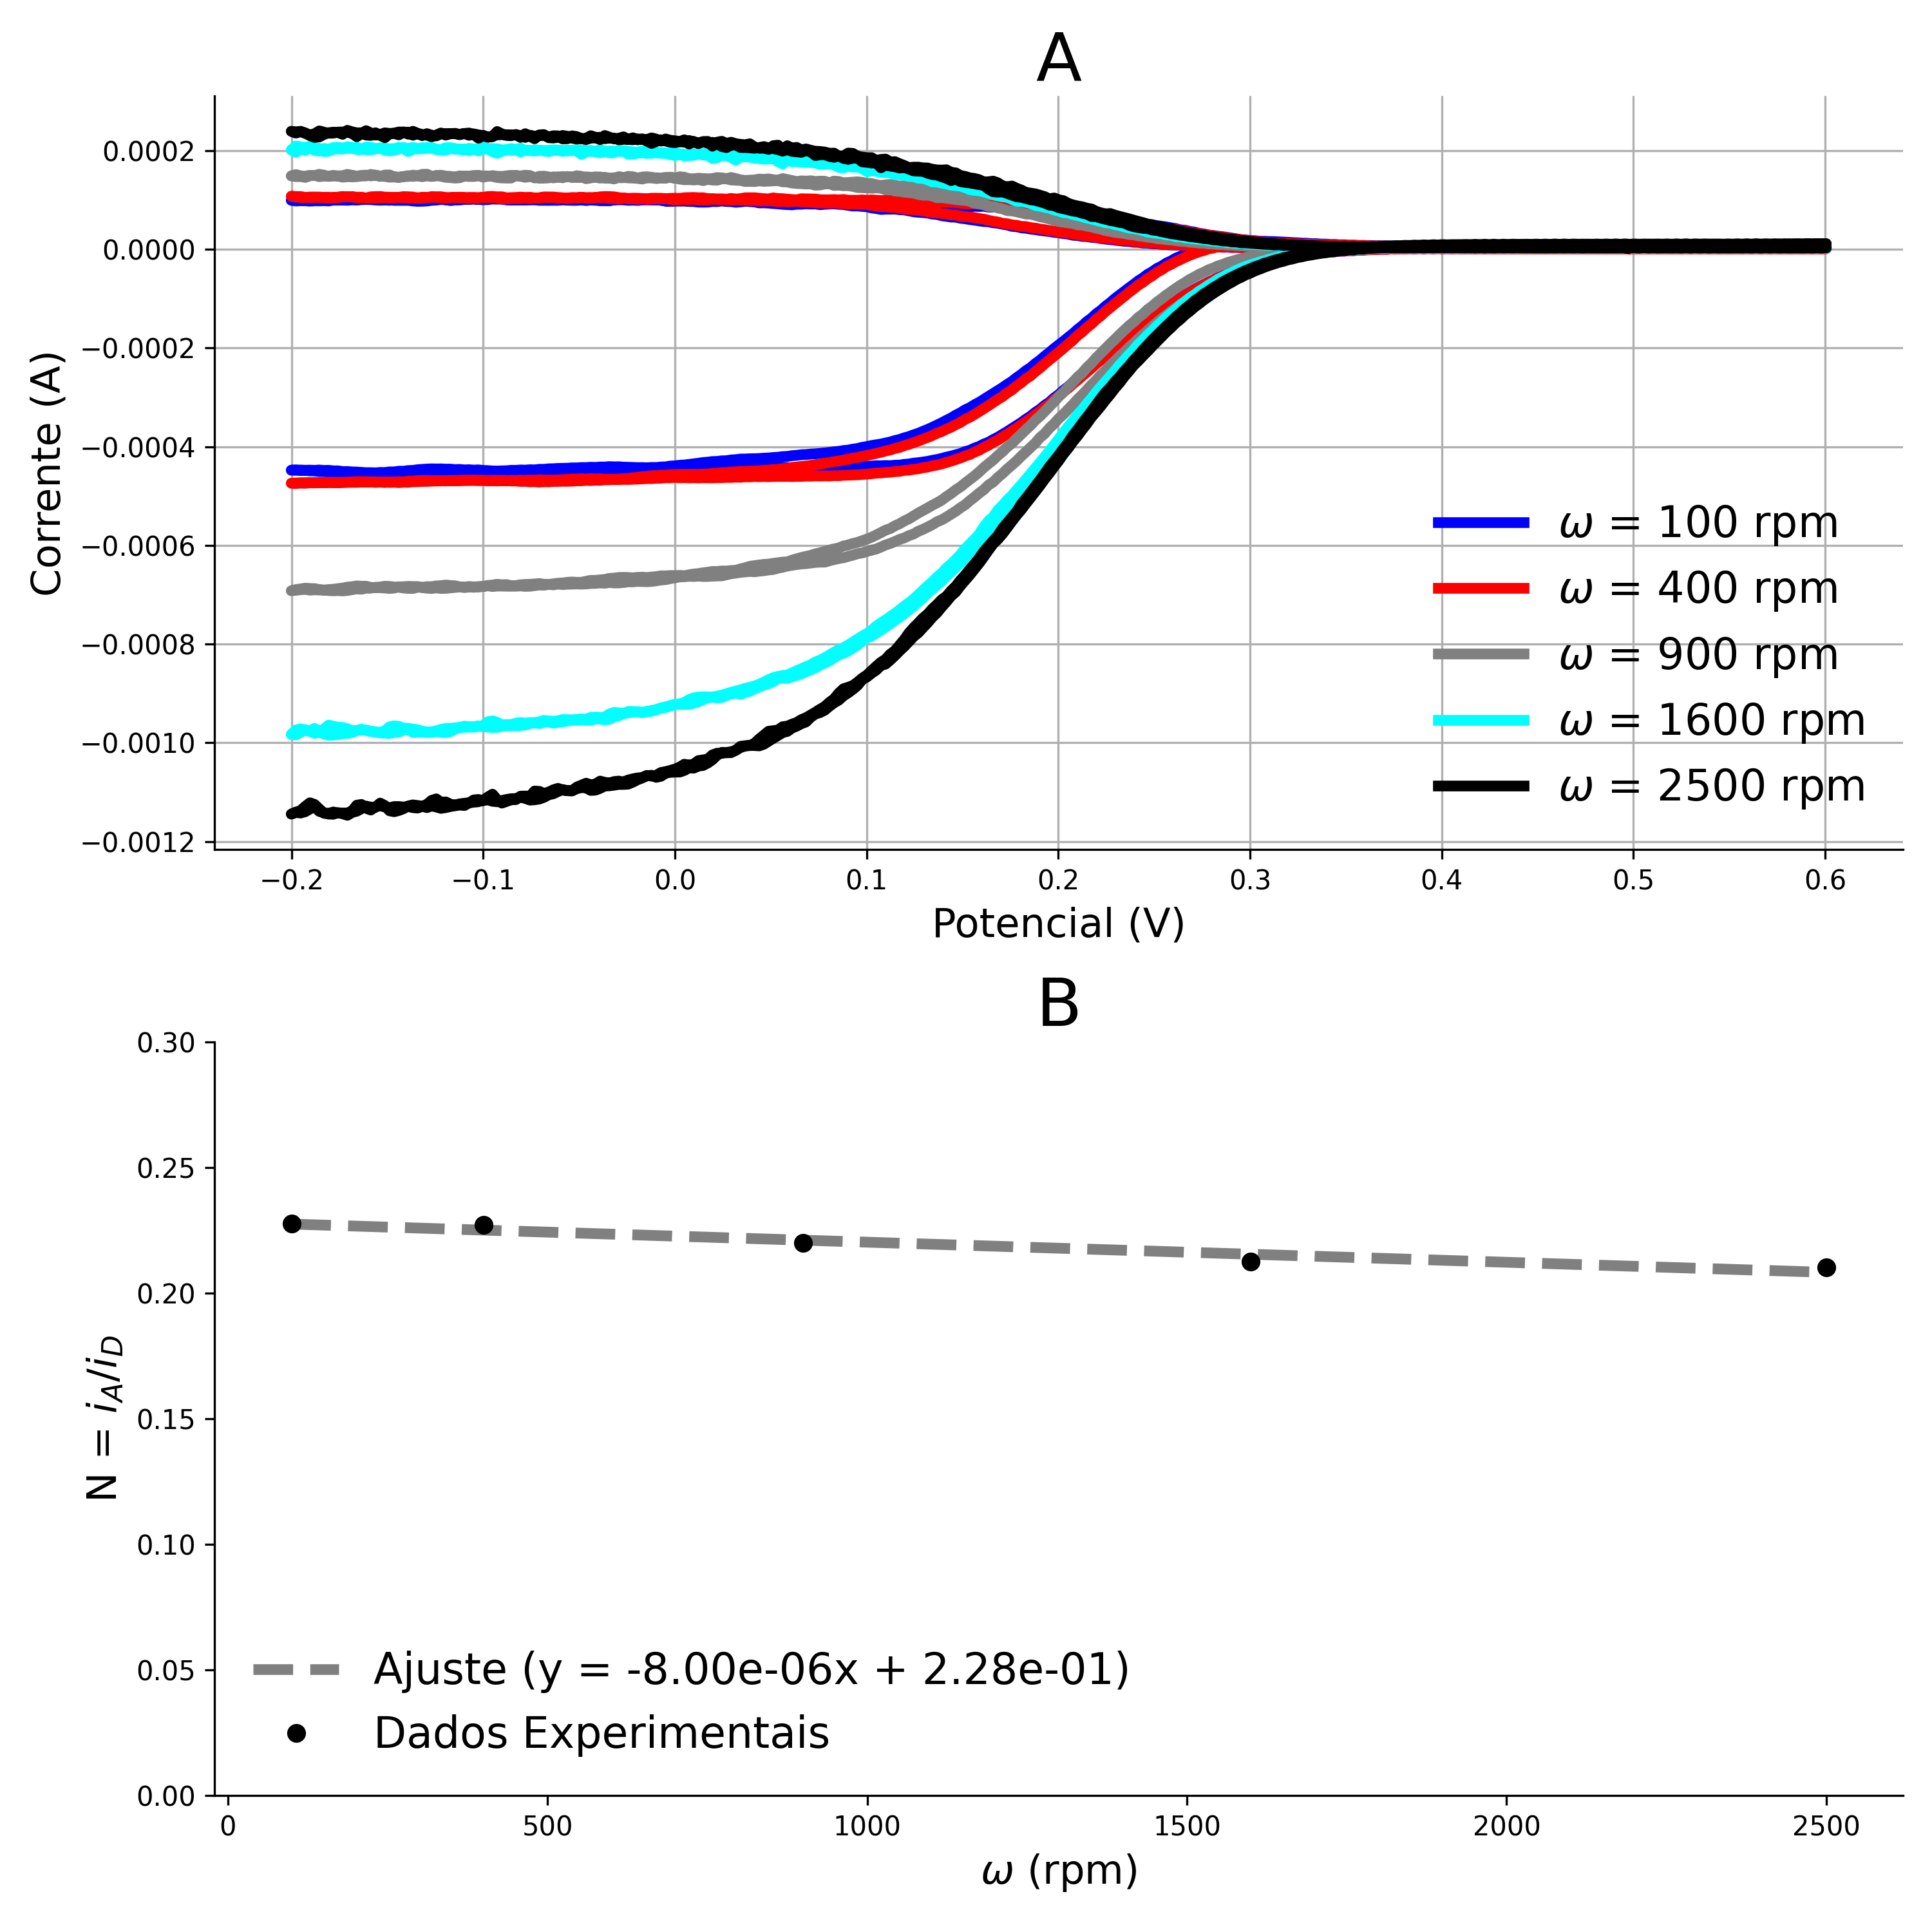 A
0.0002
0.0000
−0.0002
−0.0004
−0.0006
−0.0008
−0.0010
−0.0012
Corrente (A)
ω = 100 rpm
ω = 400 rpm
ω = 900 rpm
ω = 1600 rpm
ω = 2500 rpm
−0.2 −0.1 0.0 0.1 0.2 0.3 0.4 0.5 0.6
Potencial (V)
B
0.30
0.25
0.20
0.15
0.10
0.05
0.00
N = iA/iD
Ajuste (y = -8.00e-06x + 2.28e-01)
Dados Experimentais
0 500 1000 1500 2000 2500
ω (rpm)